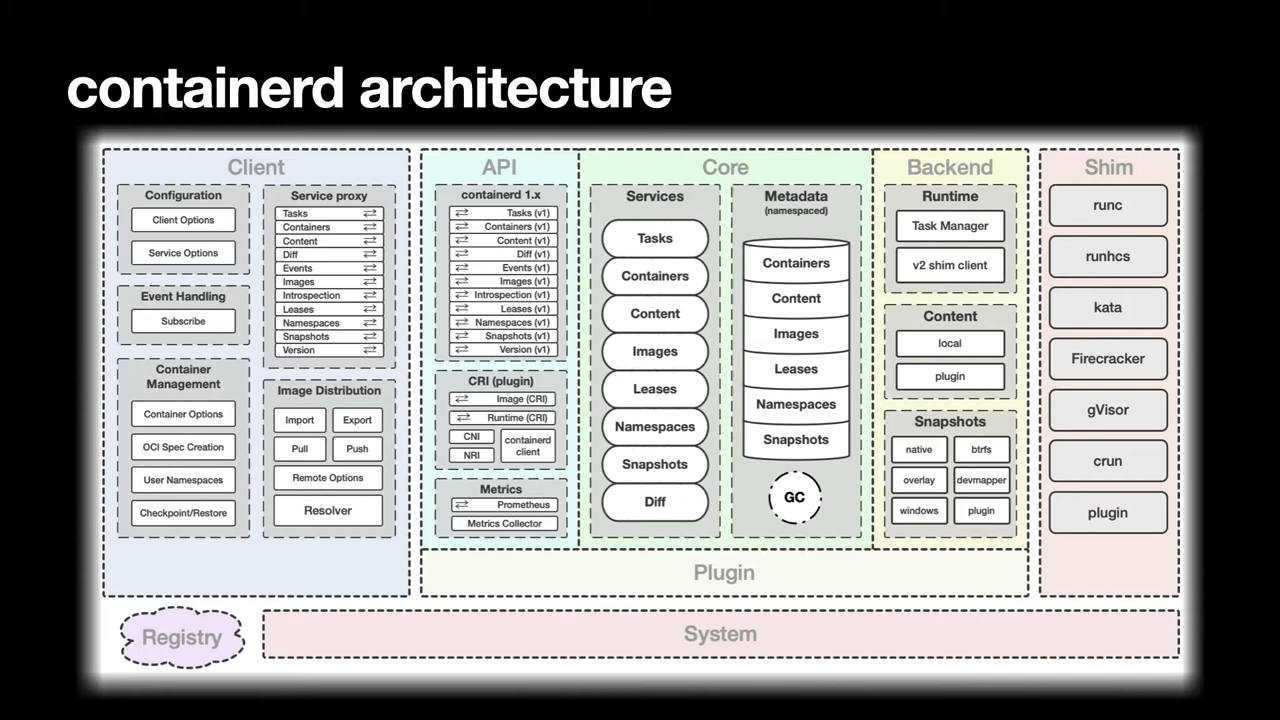 containerd architecture
Client
Configuration
Client Options
Service Options
Event Handling
Subscribe
Container
Management
Container Options
OCI Spec Creation
User Namespaces
Checkpoint/Restore
Service proxy
Tasks
Containers
Content
Diff
Events
Images
Introspection
Leases
Namespaces
Snapshots
Version
Image Distribution
Import
Export
Pull
Push
Remote Options
Resolver
API
containerd 1.x
Tasks (v1)
Containers (v1)
Content (v1)
Diff (v1)
Events (v1)
Images (v1)
Introspection (v1)
Leases (v1)
Namespaces (v1)
Snapshots (v1)
Version (v1)
CRI (plugin)
Image (CRI)
Runtime (CRI)
CNI
NRI
containerd
client
Metrics
Prometheus
Metrics Collector
Core
Services
Tasks
Containers
Content
Images
Leases
Namespaces
Snapshots
Diff
Metadata
(namespaced)
Containers
Content
Images
Leases
Namespaces
Snapshots
GC
Backend
Runtime
Task Manager
v2 shim client
Content
local
plugin
Snapshots
native
btrfs
overlay
devmapper
windows
plugin
Shim
runc
runhcs
kata
Firecracker
gVisor
crun
plugin
Plugin
Registry
System